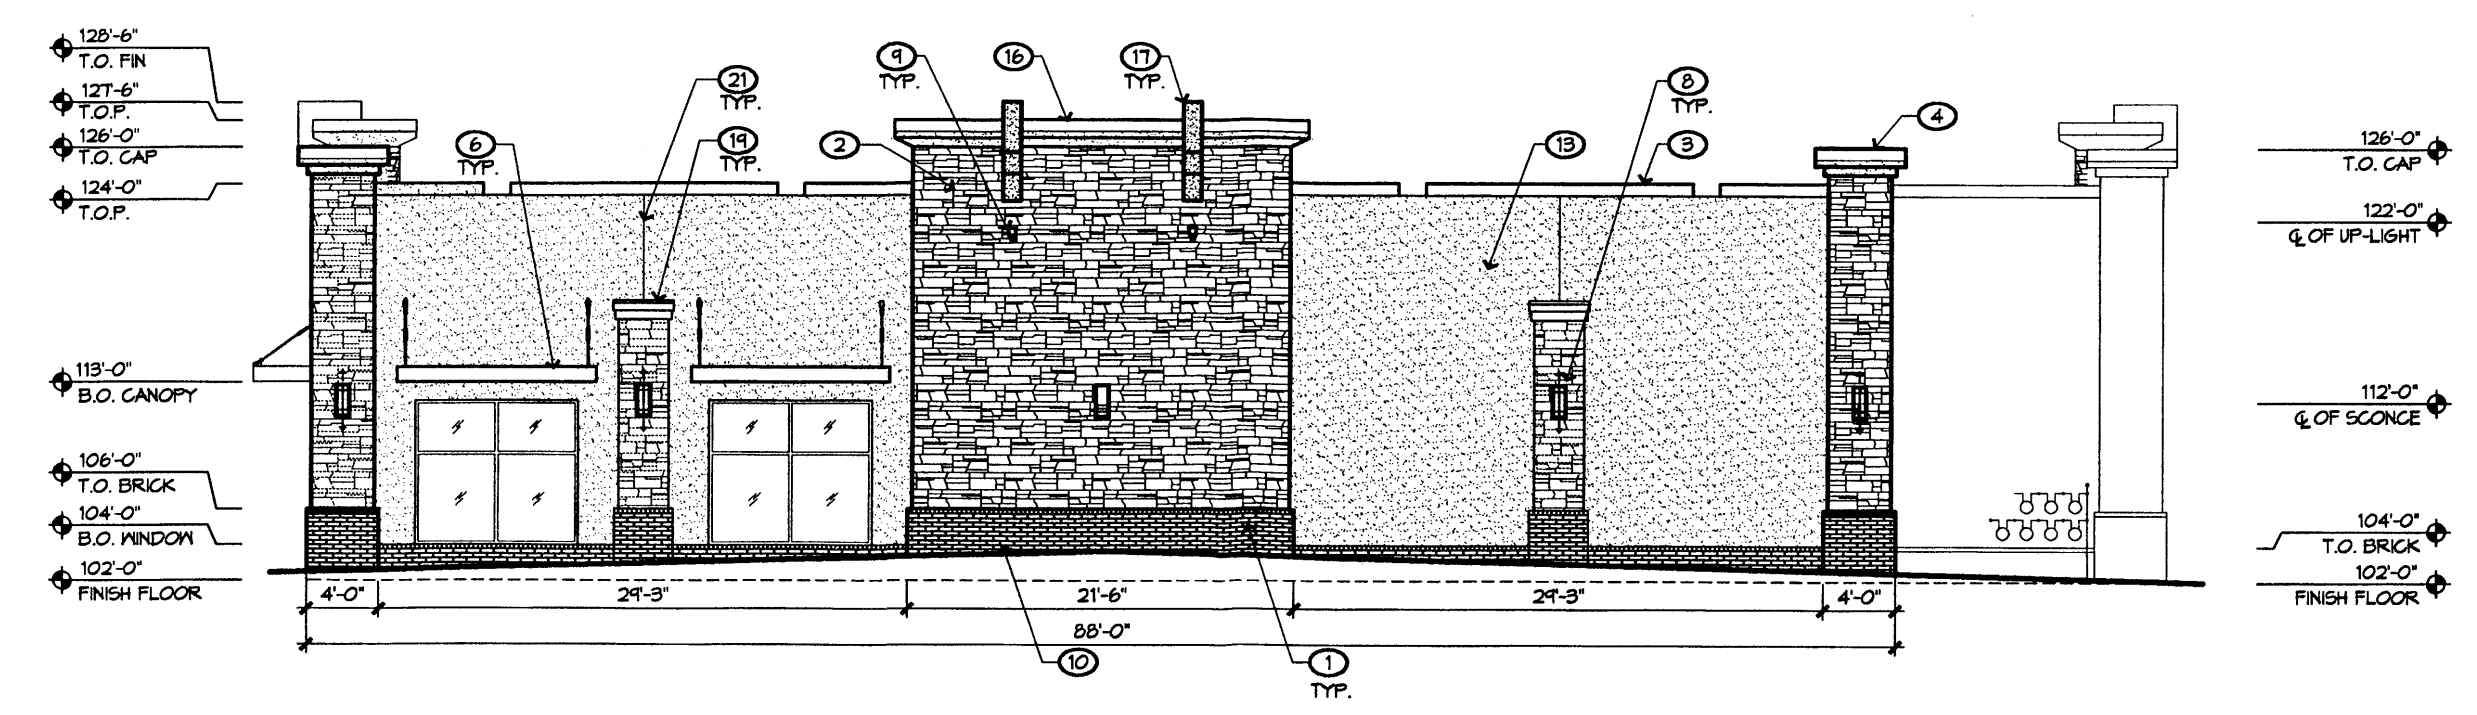 128'-6"
T.O. FIN
127'-6"
T.O.P.
126'-0"
T.O. CAP
124'-0"
T.O.P.
113'-0"
B.O. CANOPY
106'-0"
T.O. BRICK
104'-0"
B.O. WINDOW
102'-0"
FINISH FLOOR
6
TYP.
21
TYP.
19
TYP.
2
9
TYP.
16
17
TYP.
13
8
TYP.
3
4
126'-0"
T.O. CAP
122'-0"
℄ OF UP-LIGHT
112'-0"
℄ OF SCONCE
104'-0"
T.O. BRICK
102'-0"
FINISH FLOOR
4'-0" 29'-3" 21'-6" 29'-3" 4'-0"
88'-0"
10
1
TYP.